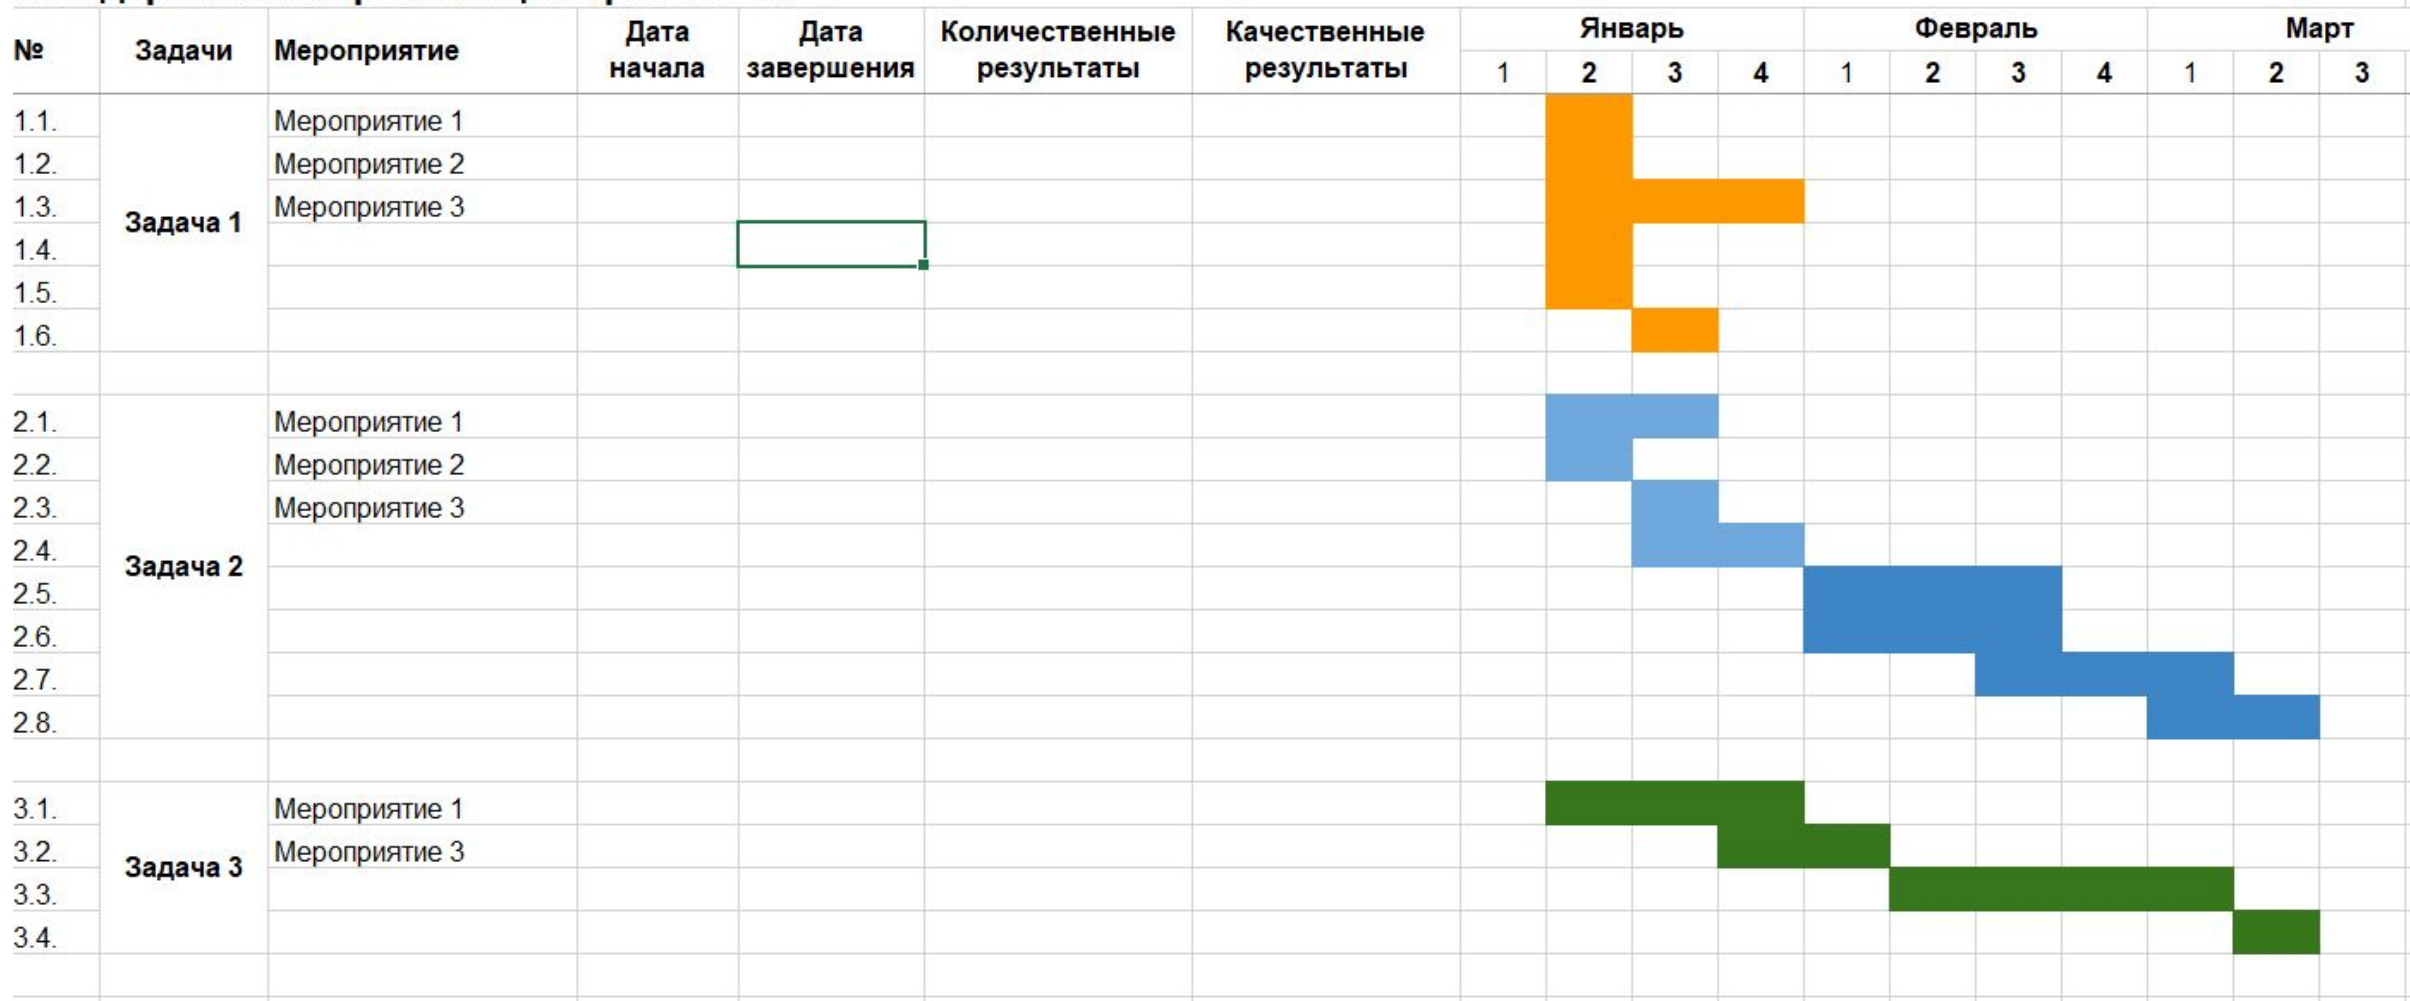 № Задачи Мероприятие Дата начала Дата завершения Количественные результаты Качественные результаты Январь Февраль Март
1 2 3 4 1 2 3 4 1 2 3
1.1. Мероприятие 1
1.2. Мероприятие 2
1.3. Мероприятие 3
Задача 1
1.4.
1.5.
1.6.
2.1. Мероприятие 1
2.2. Мероприятие 2
2.3. Мероприятие 3
2.4.
Задача 2
2.5.
2.6.
2.7.
2.8.
3.1. Мероприятие 1
3.2. Мероприятие 3
Задача 3
3.3.
3.4.